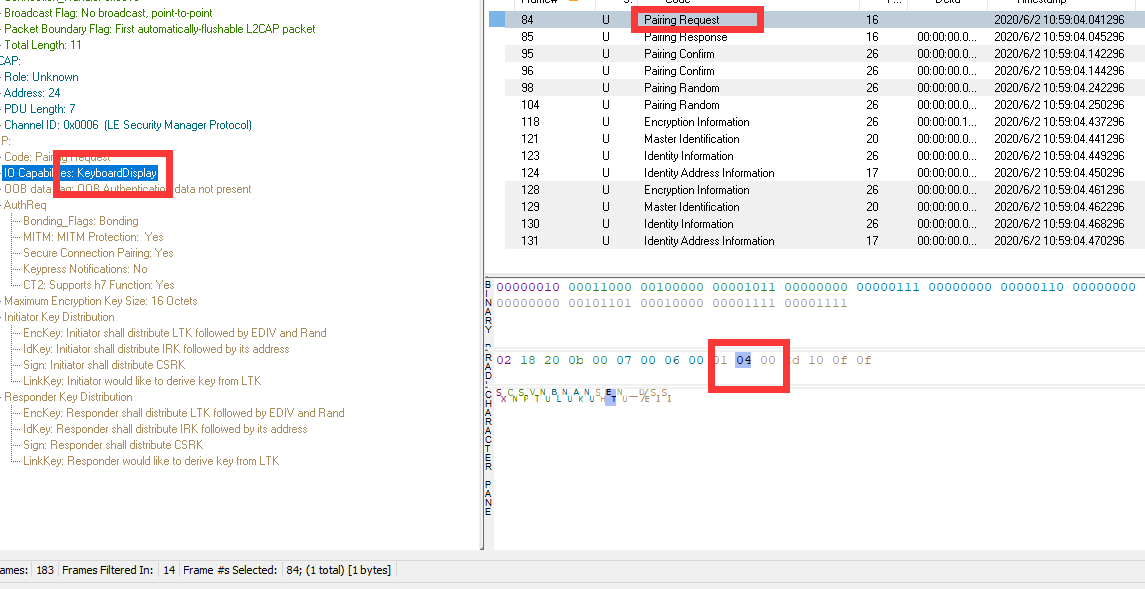 Broadcast Flag: No broadcast, point-to-point
Packet Boundary Flag: First automatically-flushable L2CAP packet
Total Length: 11
CAP:
Role: Unknown
Address: 24
PDU Length: 7
Channel ID: 0x0006 (LE Security Manager Protocol)
P:
Code: Pairing Request
IO Capabilities: KeyboardDisplay
OOB data flag: OOB Authentication data not present
AuthReq
Bonding_Flags: Bonding
MITM: MITM Protection: Yes
Secure Connection Pairing: Yes
Keypress Notifications: No
CT2: Supports h7 Function: Yes
Maximum Encryption Key Size: 16 Octets
Initiator Key Distribution
EncKey: Initiator shall distribute LTK followed by EDIV and Rand
IdKey: Initiator shall distribute IRK followed by its address
Sign: Initiator shall distribute CSRK
LinkKey: Initiator would like to derive key from LTK
Responder Key Distribution
EncKey: Responder shall distribute LTK followed by EDIV and Rand
IdKey: Responder shall distribute IRK followed by its address
Sign: Responder shall distribute CSRK
LinkKey: Responder would like to derive key from LTK
84 U Pairing Request 16 2020/6/2 10:59:04.041296
85 U Pairing Response 16 00:00:00.0... 2020/6/2 10:59:04.045296
95 U Pairing Confirm 26 00:00:00.0... 2020/6/2 10:59:04.142296
96 U Pairing Confirm 26 00:00:00.0... 2020/6/2 10:59:04.144296
98 U Pairing Random 26 00:00:00.0... 2020/6/2 10:59:04.242296
104 U Pairing Random 26 00:00:00.0... 2020/6/2 10:59:04.250296
118 U Encryption Information 26 00:00:00.1... 2020/6/2 10:59:04.437296
121 U Master Identification 20 00:00:00.0... 2020/6/2 10:59:04.441296
123 U Identity Information 26 00:00:00.0... 2020/6/2 10:59:04.449296
124 U Identity Address Information 17 00:00:00.0... 2020/6/2 10:59:04.450296
128 U Encryption Information 26 00:00:00.0... 2020/6/2 10:59:04.461296
129 U Master Identification 20 00:00:00.0... 2020/6/2 10:59:04.462296
130 U Identity Information 26 00:00:00.0... 2020/6/2 10:59:04.468296
131 U Identity Address Information 17 00:00:00.0... 2020/6/2 10:59:04.470296
BINARY
00000010 00011000 00100000 00001011 00000000 00000111 00000000 00000110 00000000
00000000 00101101 00010000 00001111 00001111
RAD
02 18 20 0b 00 07 00 06 00 01 04 00 2d 10 0f 0f
CHARACTER PANE
ames: 183 Frames Filtered In: 14 Frame #s Selected: 84; (1 total) [1 bytes]